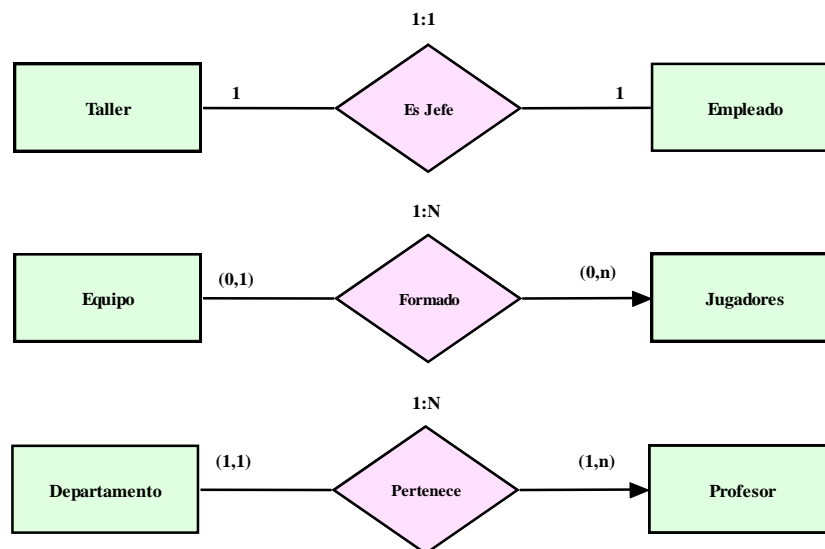 1:1
Taller
1
Es Jefe
1
Empleado
1:N
Equipo
(0,1)
Formado
(0,n)
Jugadores
1:N
Departamento
(1,1)
Pertenece
(1,n)
Profesor